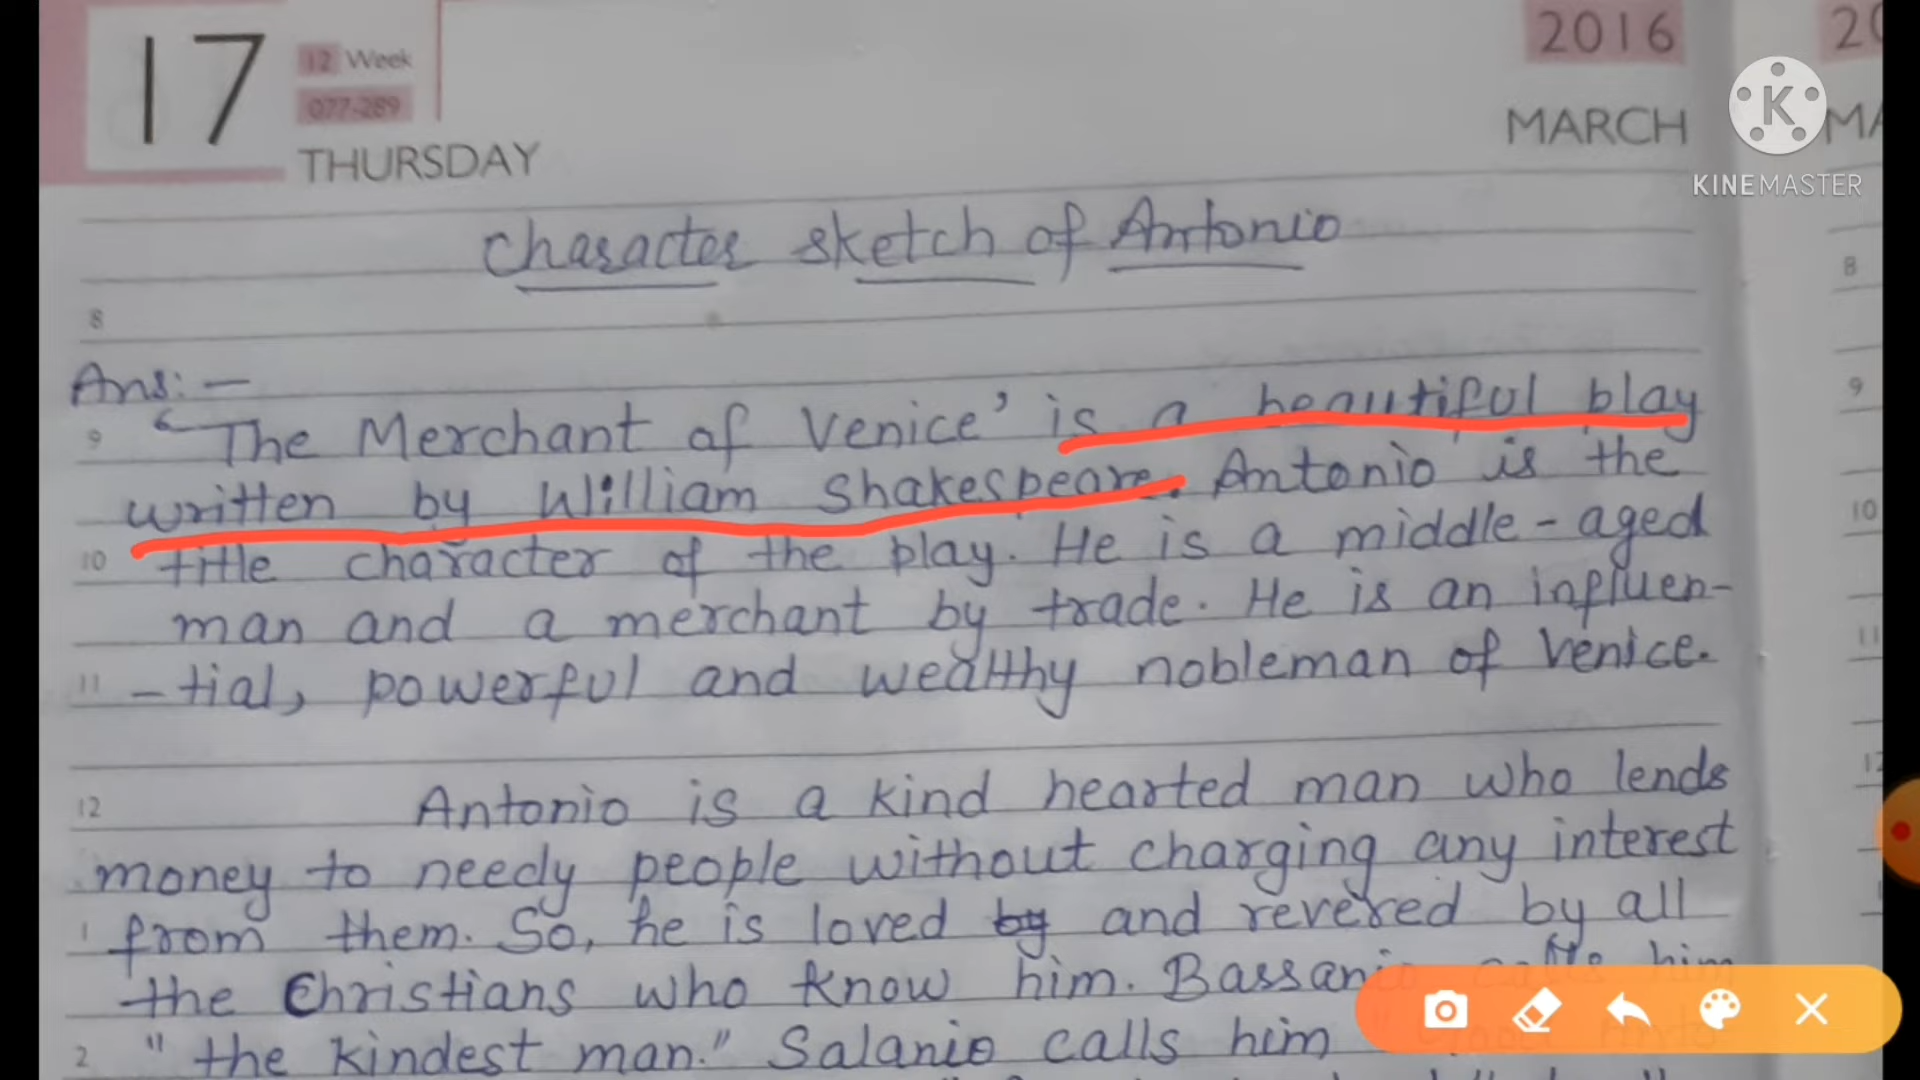 17
12 Week
077-289
THURSDAY
2016
MARCH
KINEMASTER
Character sketch of Antonio
8
Ans:-
9 'The Merchant of Venice' is a beautiful play
written by William Shakespeare. Antonio is the
10 title character of the play. He is a middle-aged
man and a merchant by trade. He is an influen-
11 -tial, powerful and wealthy nobleman of Venice.
12 Antonio is a kind hearted man who lends
money to needy people without charging any interest
1 from them. So, he is loved by and revered by all
the Christians who know him. Bassanio calls him
2 "the kindest man." Salanio calls him